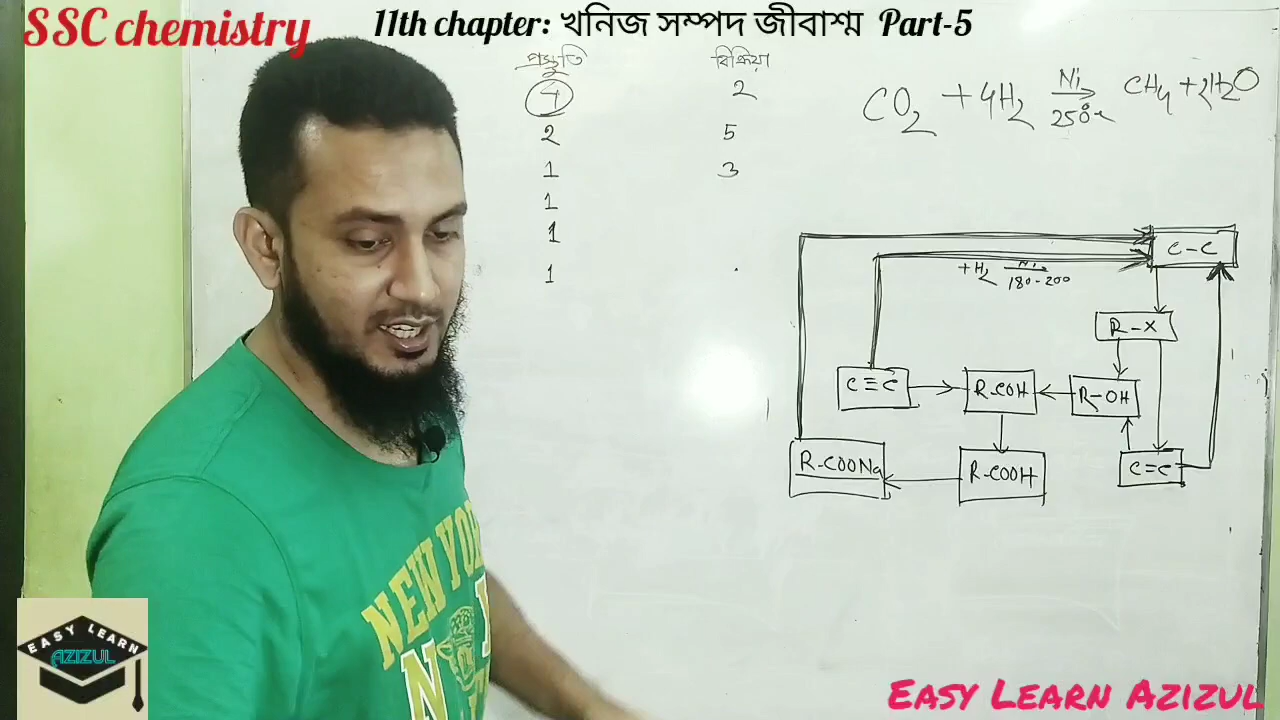 SSC chemistry
11th chapter: খনিজ সম্পদ জীবাশ্ম Part-5
প্রস্তুতি বিক্রিয়া
4 2
2 5
1 3
1
1
1
CO2 + 4H2 Ni 250°c CH4 + 2H2O
C-C
+H2 Ni 180-200
R-X
C≡C R-COH R-OH
R-COONa R-COOH C=C
NEW YORK
N
EASY LEARN
AZIZUL
EASY LEARN AZIZUL